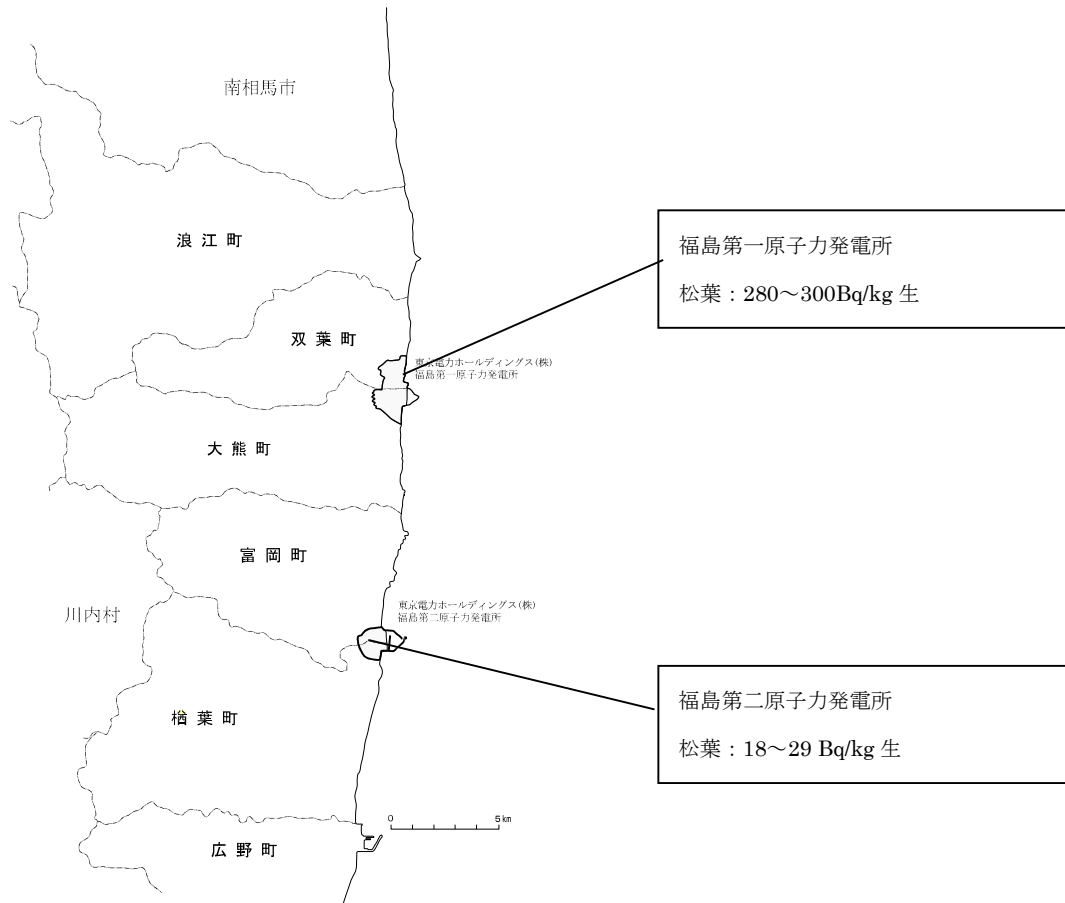 南相馬市
浪江町
福島第一原子力発電所
松葉：280～300Bq/kg 生
双葉町
東京電力ホールディングス(株)
福島第一原子力発電所
大熊町
富岡町
川内村
東京電力ホールディングス(株)
福島第二原子力発電所
福島第二原子力発電所
松葉：18～29 Bq/kg 生
楢葉町
0 5km
広野町